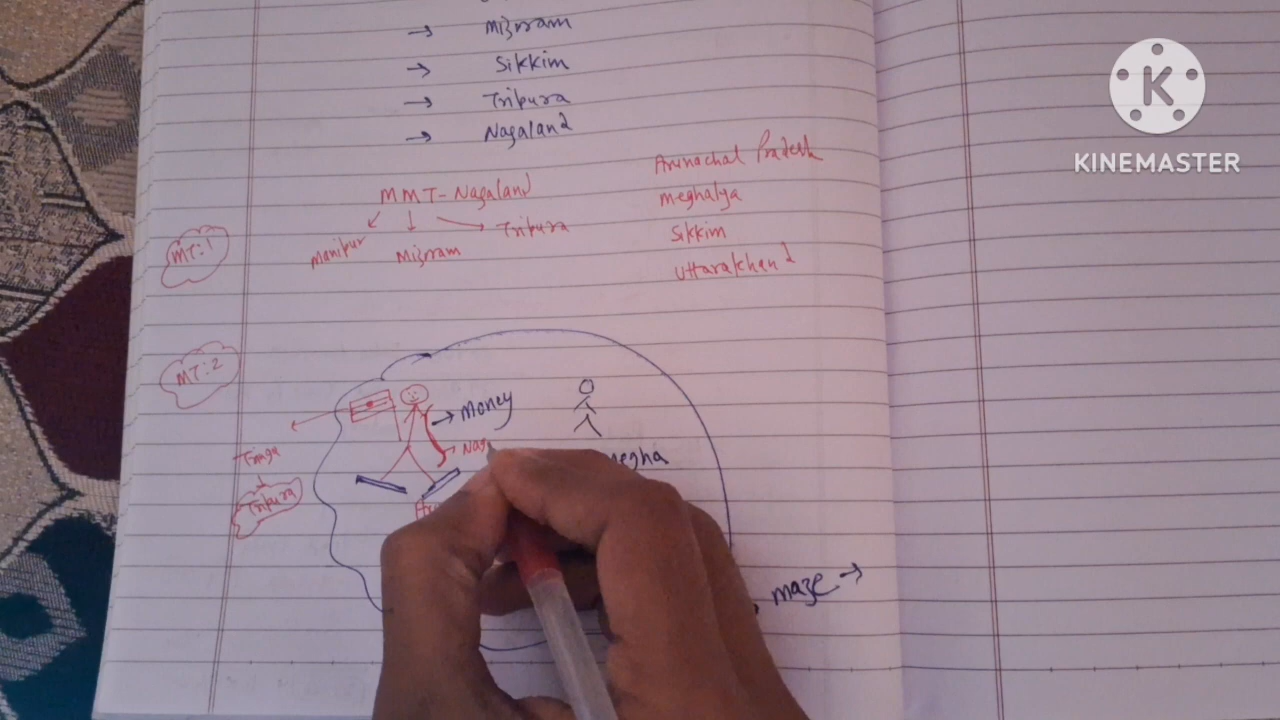 → Mizoram
→ Sikkim
→ Tripura
→ Nagaland
MMT-Nagaland
Manipur
Mizoram
Tripura
Arunachal Pradesh
meghalya
Sikkim
Uttarakhand
MT:1
MT:2
→ Money
Tripura
megha
maze →
KINEMASTER